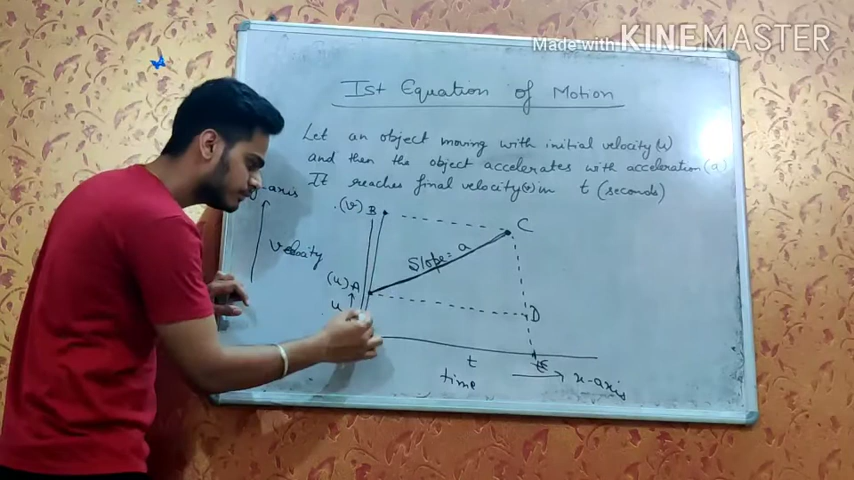 Made with KINEMASTER
Ist Equation of Motion
Let an object moving with initial velocity (u)
and then the object accelerates with acceleration (a)
It reaches final velocity (v) in t (seconds)
y-axis
(v) B
C
velocity
Slope = a
(u) A
u
D
t
E
time
x-axis